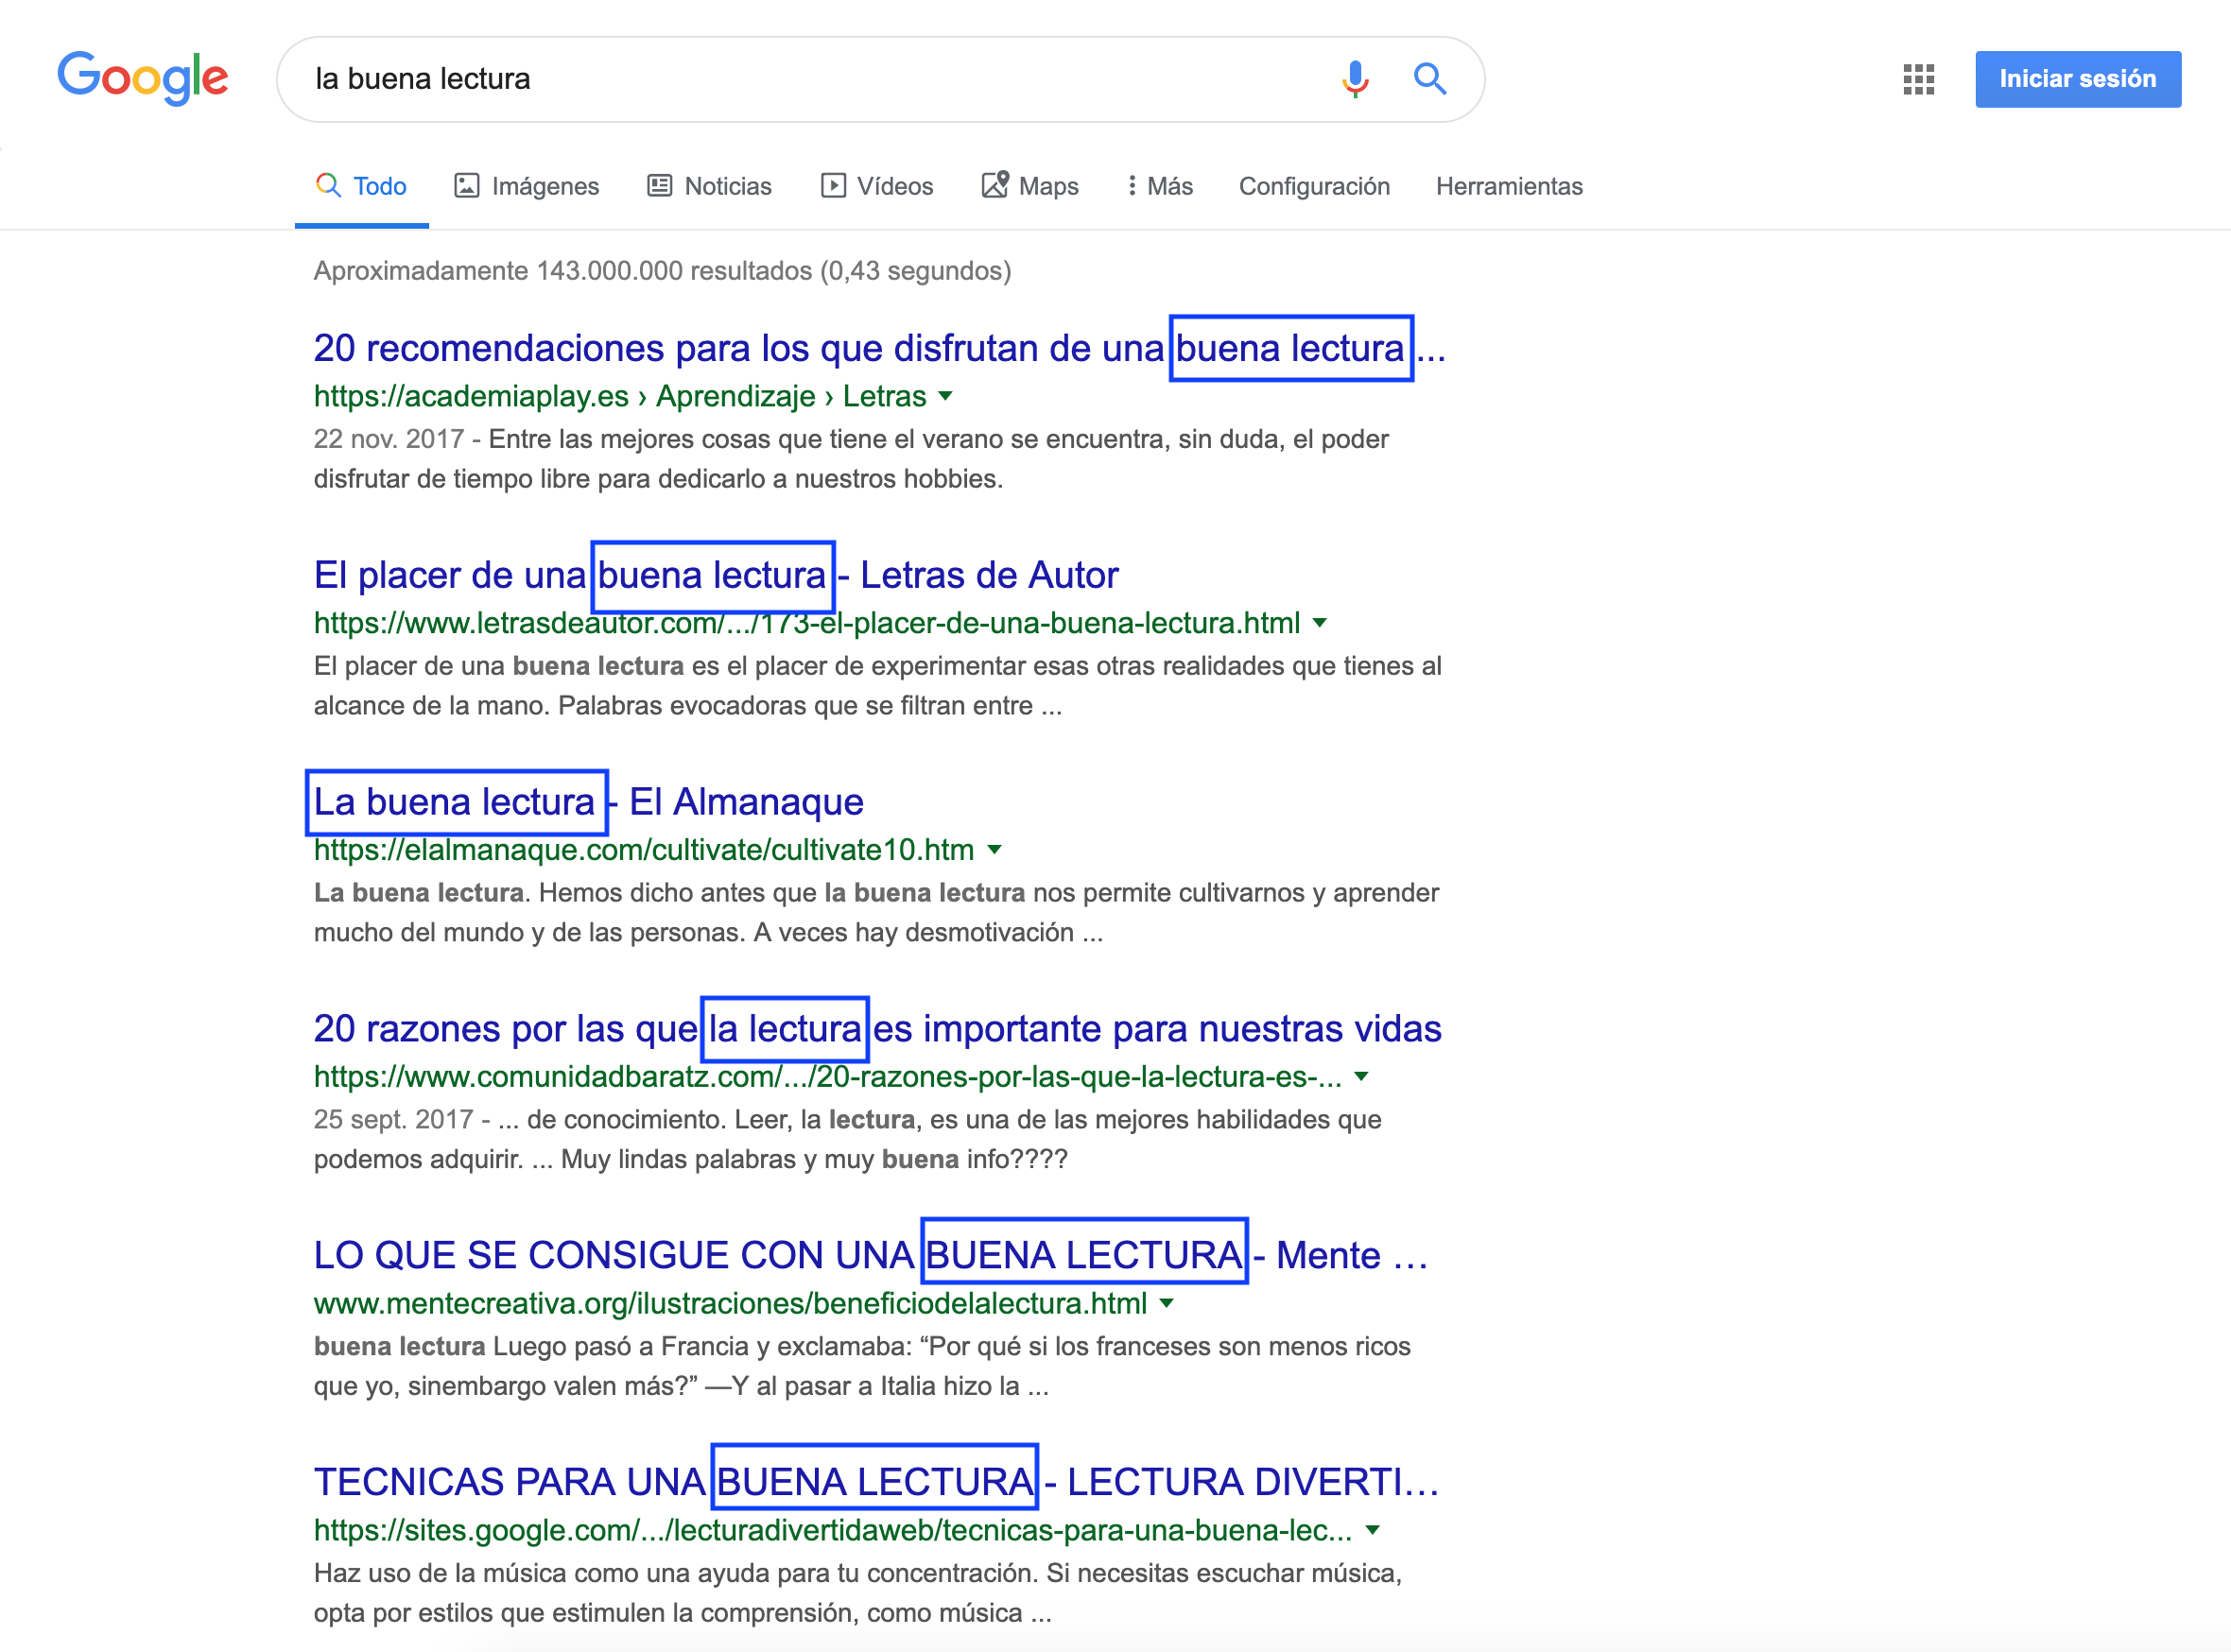 Google la buena lectura Iniciar sesión
Todo Imágenes Noticias Vídeos Maps Más Configuración Herramientas
Aproximadamente 143.000.000 resultados (0,43 segundos)
20 recomendaciones para los que disfrutan de una buena lectura ...
https://academiaplay.es › Aprendizaje › Letras
22 nov. 2017 - Entre las mejores cosas que tiene el verano se encuentra, sin duda, el poder
disfrutar de tiempo libre para dedicarlo a nuestros hobbies.
El placer de una buena lectura - Letras de Autor
https://www.letrasdeautor.com/.../173-el-placer-de-una-buena-lectura.html
El placer de una buena lectura es el placer de experimentar esas otras realidades que tienes al
alcance de la mano. Palabras evocadoras que se filtran entre ...
La buena lectura - El Almanaque
https://elalmanaque.com/cultivate/cultivate10.htm
La buena lectura. Hemos dicho antes que la buena lectura nos permite cultivarnos y aprender
mucho del mundo y de las personas. A veces hay desmotivación ...
20 razones por las que la lectura es importante para nuestras vidas
https://www.comunidadbaratz.com/.../20-razones-por-las-que-la-lectura-es-...
25 sept. 2017 - ... de conocimiento. Leer, la lectura, es una de las mejores habilidades que
podemos adquirir. ... Muy lindas palabras y muy buena info????
LO QUE SE CONSIGUE CON UNA BUENA LECTURA - Mente ...
www.mentecreativa.org/ilustraciones/beneficiodelalectura.html
buena lectura Luego pasó a Francia y exclamaba: “Por qué si los franceses son menos ricos
que yo, sinembargo valen más?” —Y al pasar a Italia hizo la ...
TECNICAS PARA UNA BUENA LECTURA - LECTURA DIVERTI...
https://sites.google.com/.../lecturadivertidaweb/tecnicas-para-una-buena-lec...
Haz uso de la música como una ayuda para tu concentración. Si necesitas escuchar música,
opta por estilos que estimulen la comprensión, como música ...